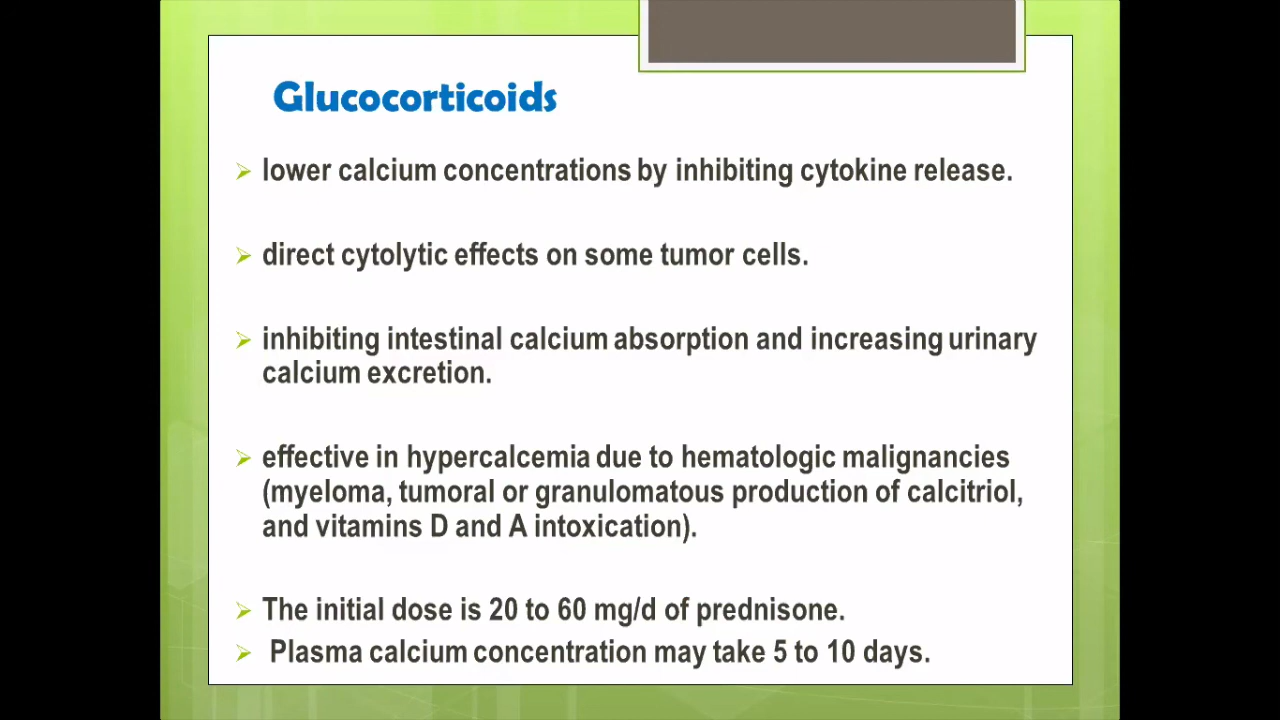 Glucocorticoids
lower calcium concentrations by inhibiting cytokine release.
direct cytolytic effects on some tumor cells.
inhibiting intestinal calcium absorption and increasing urinary
calcium excretion.
effective in hypercalcemia due to hematologic malignancies
(myeloma, tumoral or granulomatous production of calcitriol,
and vitamins D and A intoxication).
The initial dose is 20 to 60 mg/d of prednisone.
Plasma calcium concentration may take 5 to 10 days.